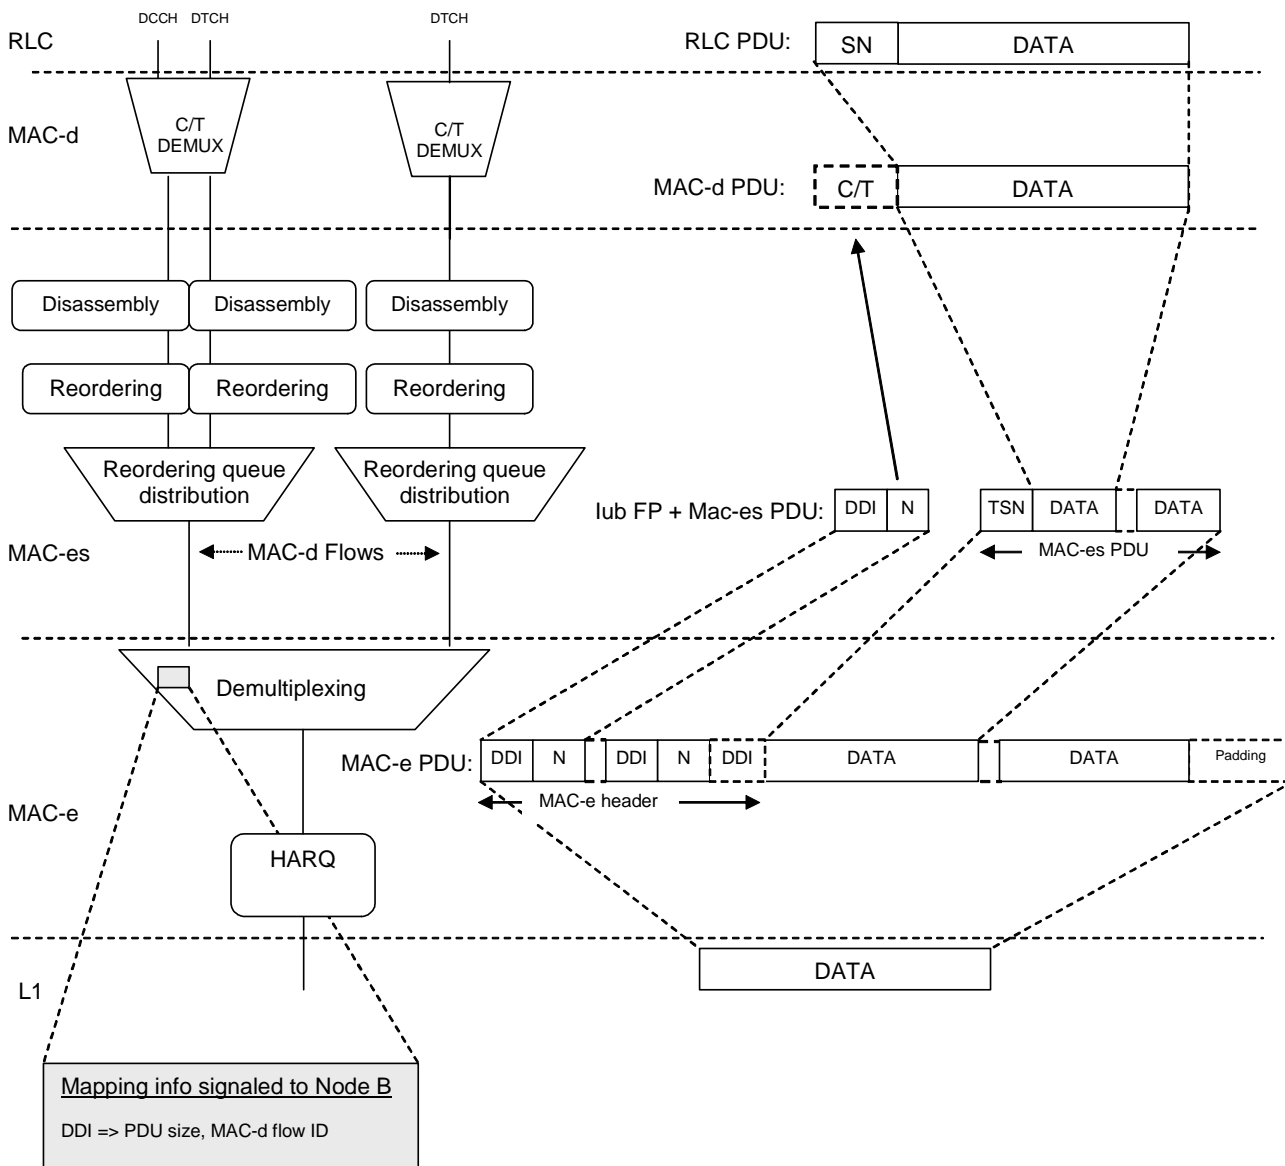 DCCH DTCH DTCH
RLC RLC PDU: SN DATA
MAC-d C/T DEMUX C/T DEMUX
MAC-d PDU: C/T DATA
Disassembly Disassembly Disassembly
Reordering Reordering Reordering
Reordering queue distribution Reordering queue distribution
Iub FP + Mac-es PDU: DDI N TSN DATA DATA
MAC-es MAC-d Flows MAC-es PDU
Demultiplexing
MAC-e PDU: DDI N DDI N DDI DATA DATA Padding
MAC-e MAC-e header
HARQ
L1 DATA
Mapping info signaled to Node B
DDI => PDU size, MAC-d flow ID